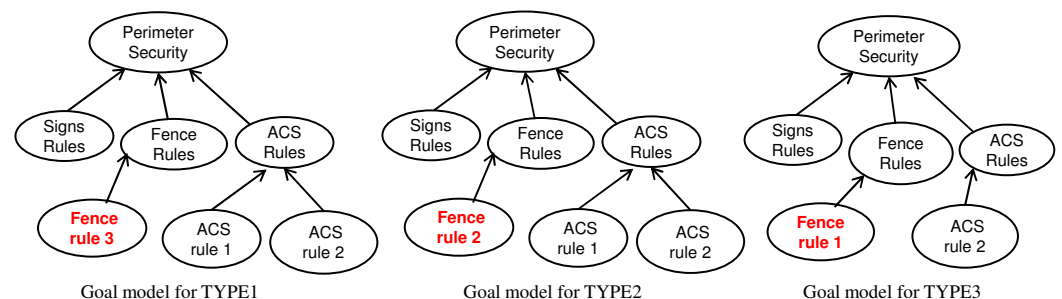 Perimeter
Security
Signs
Rules
Fence
Rules
ACS
Rules
Fence
rule 3
ACS
rule 1
ACS
rule 2
Goal model for TYPE1
Perimeter
Security
Signs
Rules
Fence
Rules
ACS
Rules
Fence
rule 2
ACS
rule 1
ACS
rule 2
Goal model for TYPE2
Perimeter
Security
Signs
Rules
Fence
Rules
ACS
Rules
Fence
rule 1
ACS
rule 2
Goal model for TYPE3